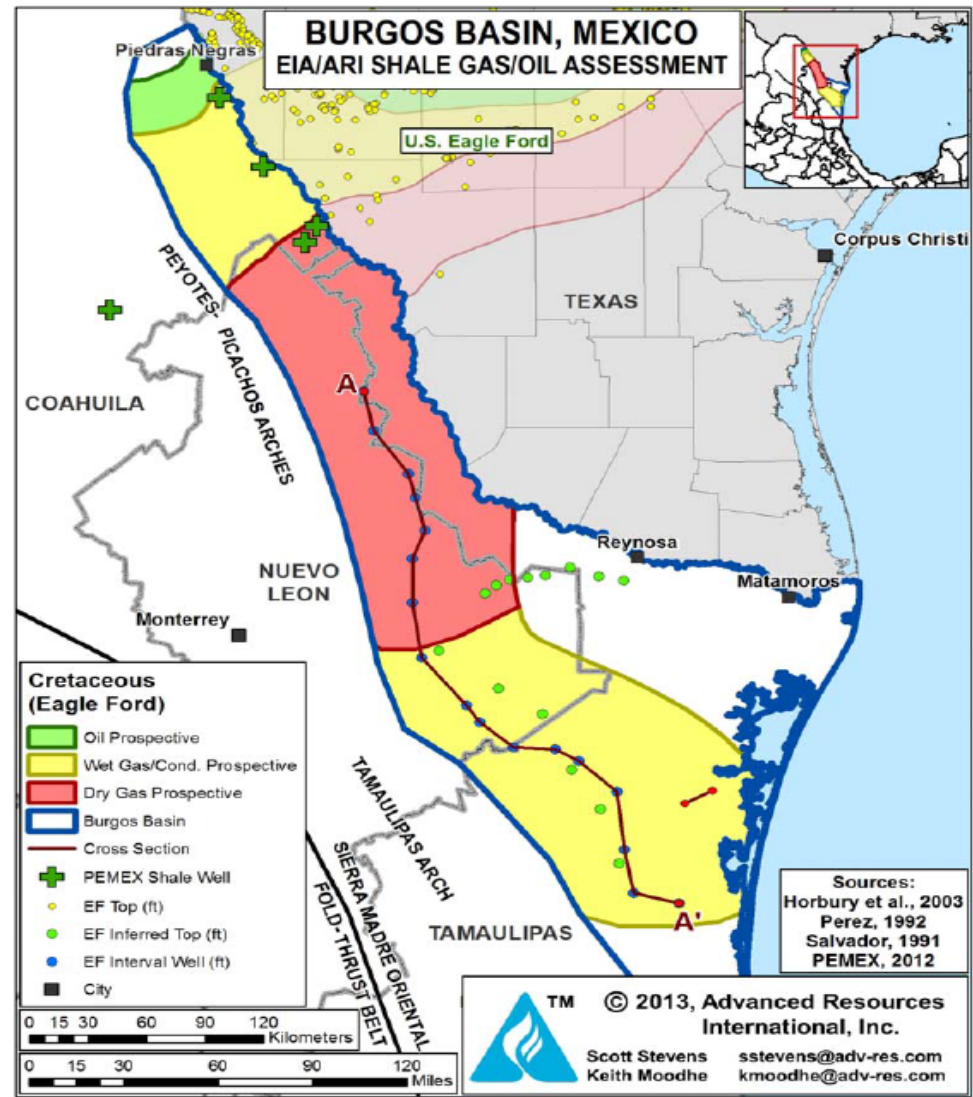 BURGOS BASIN, MEXICO
EIA/ARI SHALE GAS/OIL ASSESSMENT
Piedras Negras
U.S. Eagle Ford
Corpus Christi
TEXAS
PEYOTES- PICACHOS ARCHES
COAHUILA
A
NUEVO
LEON
Reynosa
Matamoros
Monterrey
Cretaceous
(Eagle Ford)
Oil Prospective
Wet Gas/Cond. Prospective
Dry Gas Prospective
Burgos Basin
Cross Section
PEMEX Shale Well
EF Top (ft)
EF Inferred Top (ft)
EF Interval Well (ft)
City
TAMAULIPAS ARCH
SIERRA MADRE ORIENTAL
FOLD-THRUST BELT
A'
TAMAULIPAS
Sources:
Horbury et al., 2003
Perez, 1992
Salvador, 1991
PEMEX, 2012
0 15 30 60 90 120
Kilometers
0 15 30 60 90 120
Miles
TM
© 2013, Advanced Resources
International, Inc.
Scott Stevens sstevens@adv-res.com
Keith Moodhe kmoodhe@adv-res.com